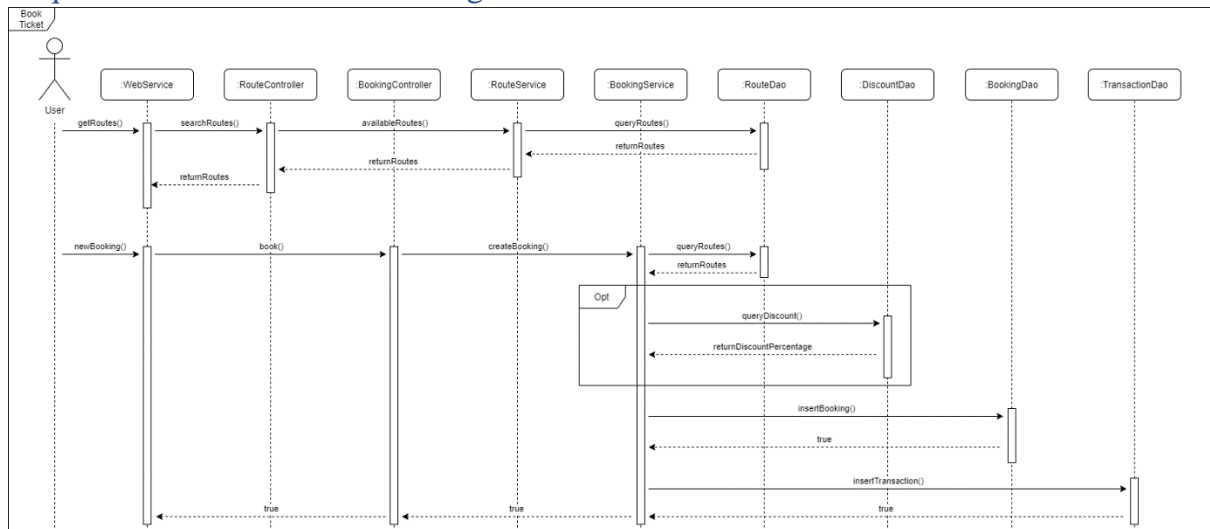 Book
Ticket
:WebService
:RouteController
:BookingController
:RouteService
:BookingService
:RouteDao
:DiscountDao
:BookingDao
:TransactionDao
User
getRoutes()
searchRoutes()
availableRoutes()
queryRoutes()
returnRoutes
returnRoutes
returnRoutes
newBooking()
book()
createBooking()
queryRoutes()
returnRoutes
Opt
queryDiscount()
returnDiscountPercentage
insertBooking()
true
insertTransaction()
true
true
true